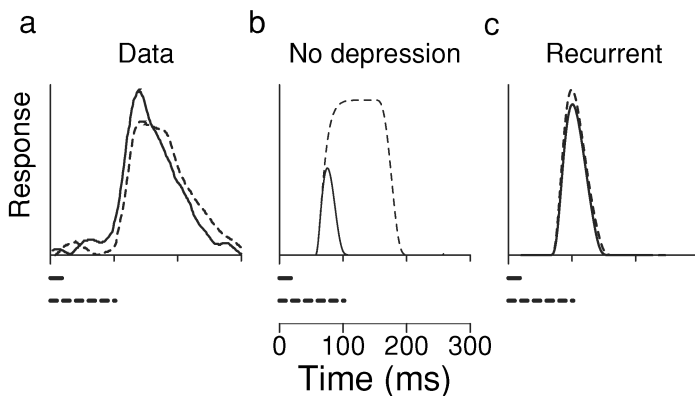 a
Data
b
No depression
c
Recurrent
Response
0 100 200 300
Time (ms)